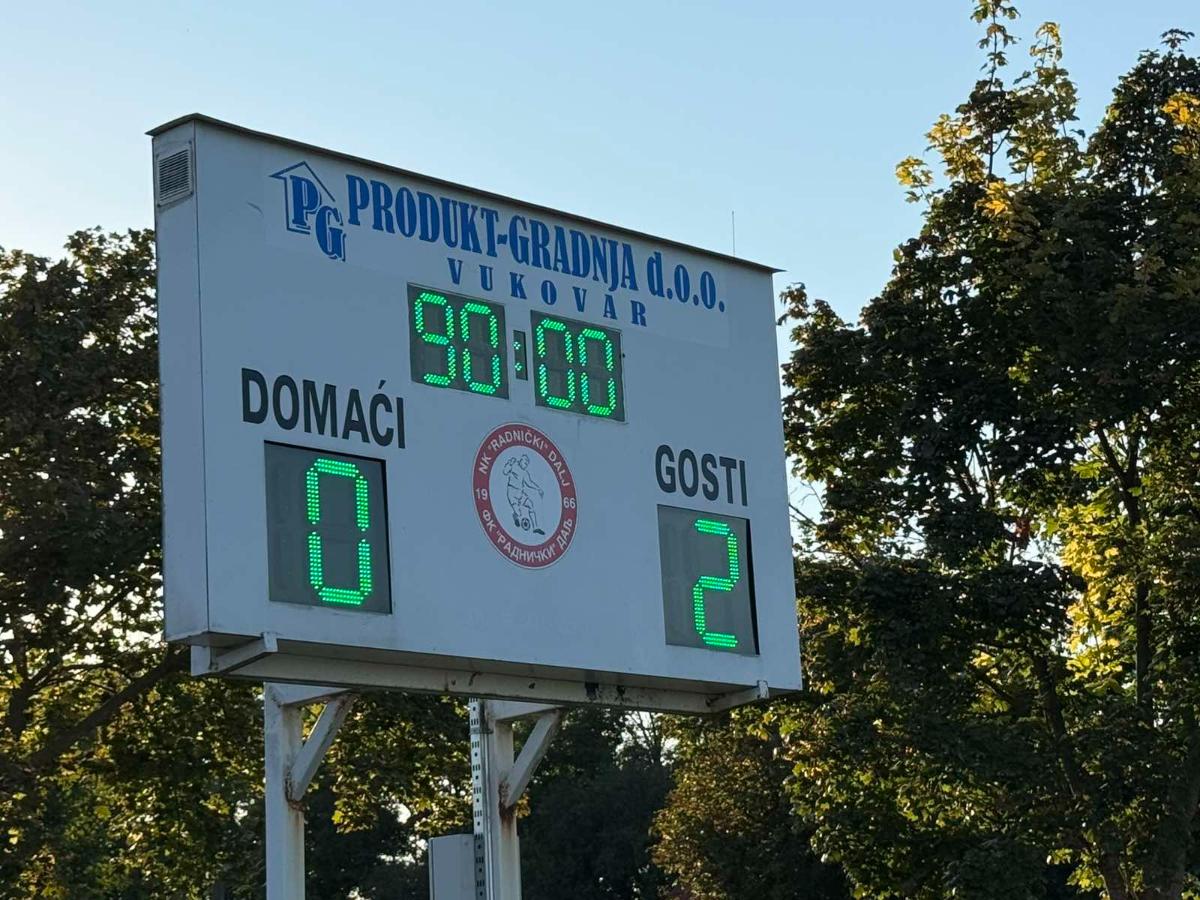 PG PRODUKT-GRADNJA d.o.o.
VUKOVAR
90:00
DOMAĆI
GOSTI
0
2
NK "RADNIČKI" DALJ
19 66
ФК "РАДНИЧКИ" ДАЉ